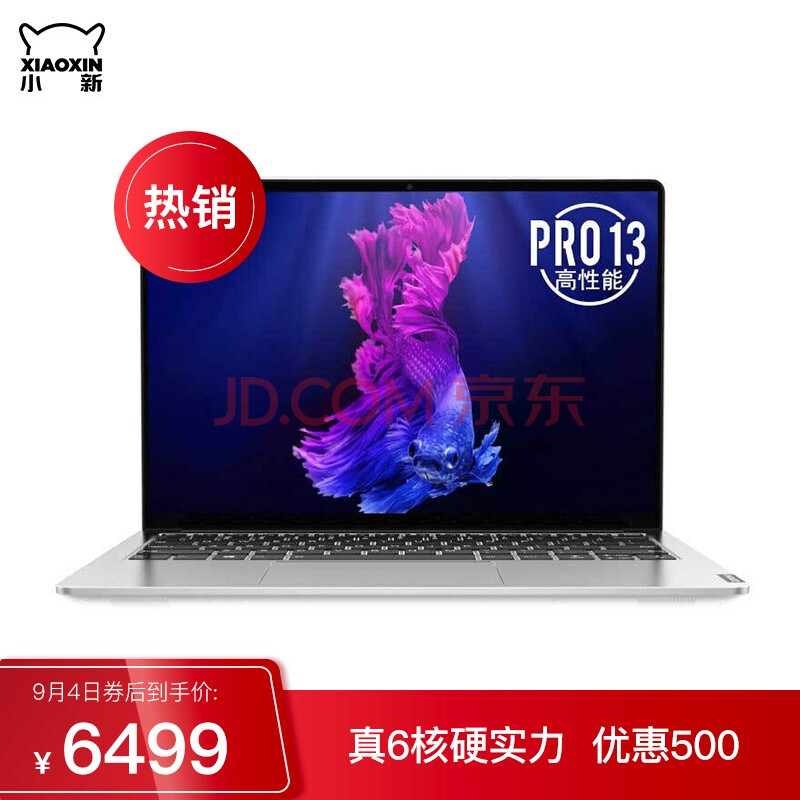 XIAOXIN
小新
热销
PRO 13
高性能
JD.COM 京东
9月4日券后到手价:
¥ 6499
真6核硬实力 优惠500